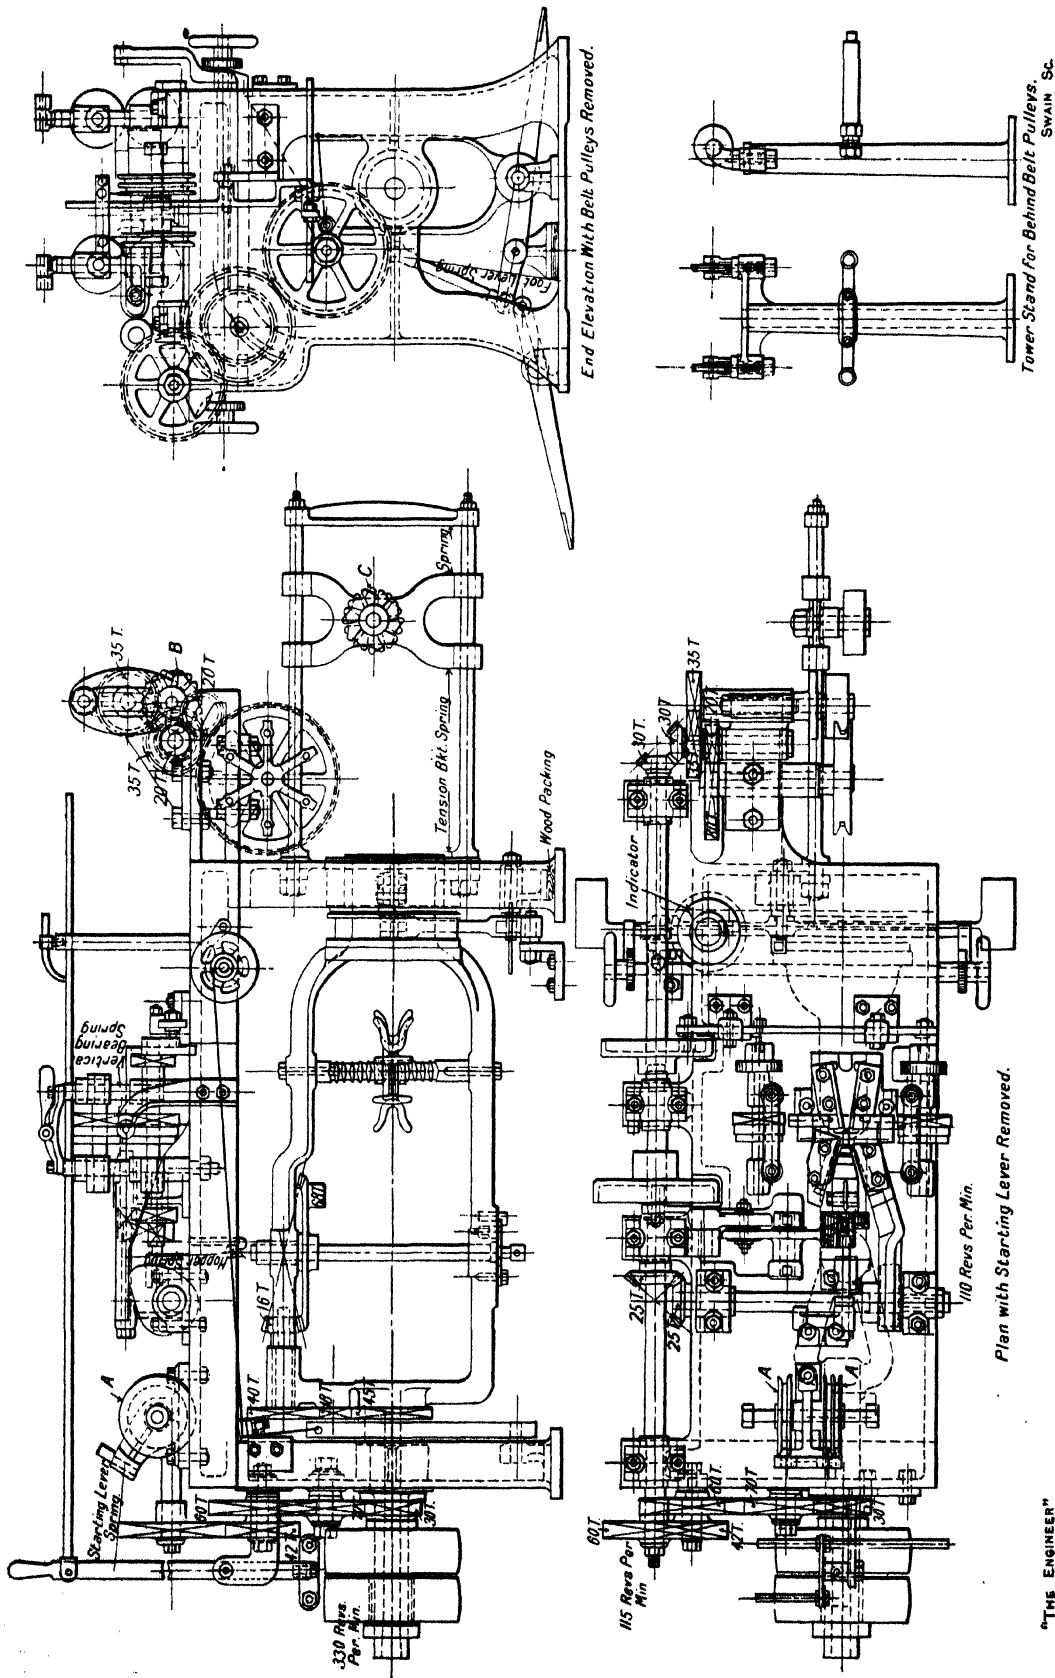 End Elevation With Belt Pulleys Removed.
Foot Lever Spring
Tower Stand for Behind Belt Pulleys.
SWAIN SC.
Starting Lever
Spring.
A
Vertical
Bearing
Spring
Hopper Spring
35 T.
B
20 T
35 T
20 T
C
Spring
Tension Bkt. Spring
Wood Packing
16 T
40 T
48 T
45 T
60 T
42 T
30 T.
330 Revs.
Per. Min.
35 T
30 T.
30 T
Indicator
25 T
25 T
A
A
60 T.
70 T
60 T.
42 T
30 T
115 Revs Per
Min
110 Revs Per Min.
Plan with Starting Lever Removed.
"THE ENGINEER"